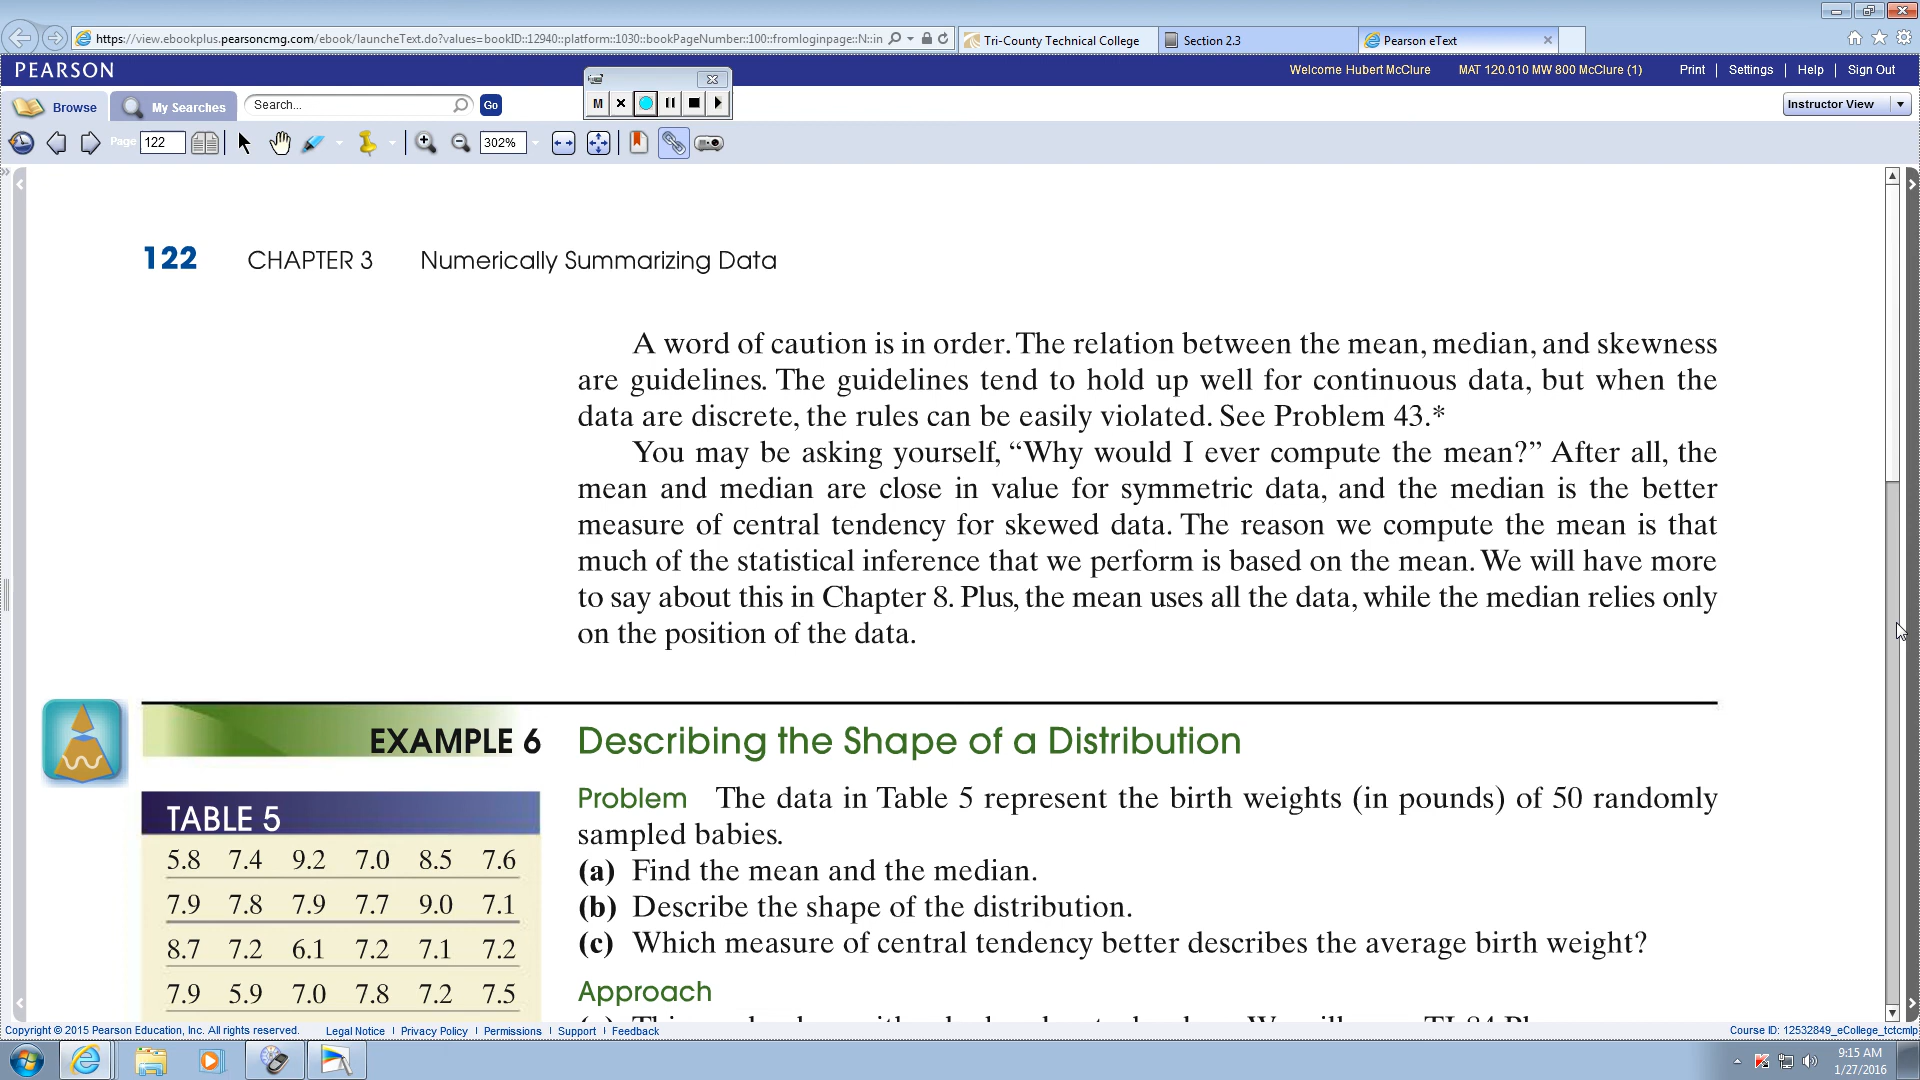 https://view.ebookplus.pearsoncmg.com/ebook/launcheText.do?values=bookID::12940::platform::1030::bookPageNumber::100::fromloginpage::N::in
Tri-County Technical College
Section 2.3
Pearson eText
PEARSON
Welcome Hubert McClure
MAT 120.010 MW 800 McClure (1)
Print | Settings | Help | Sign Out
Browse
My Searches
Search...
Go
M
Instructor View
Page 122
302%
122 CHAPTER 3 Numerically Summarizing Data
A word of caution is in order. The relation between the mean, median, and skewness
are guidelines. The guidelines tend to hold up well for continuous data, but when the
data are discrete, the rules can be easily violated. See Problem 43.*
You may be asking yourself, “Why would I ever compute the mean?” After all, the
mean and median are close in value for symmetric data, and the median is the better
measure of central tendency for skewed data. The reason we compute the mean is that
much of the statistical inference that we perform is based on the mean. We will have more
to say about this in Chapter 8. Plus, the mean uses all the data, while the median relies only
on the position of the data.
EXAMPLE 6 Describing the Shape of a Distribution
Problem The data in Table 5 represent the birth weights (in pounds) of 50 randomly
sampled babies.
(a) Find the mean and the median.
(b) Describe the shape of the distribution.
(c) Which measure of central tendency better describes the average birth weight?
Approach
TABLE 5
5.8 7.4 9.2 7.0 8.5 7.6
7.9 7.8 7.9 7.7 9.0 7.1
8.7 7.2 6.1 7.2 7.1 7.2
7.9 5.9 7.0 7.8 7.2 7.5
Copyright © 2015 Pearson Education, Inc. All rights reserved.
Legal Notice | Privacy Policy | Permissions | Support | Feedback
Course ID: 12532849_eCollege_tctcmlp
9:15 AM
1/27/2016